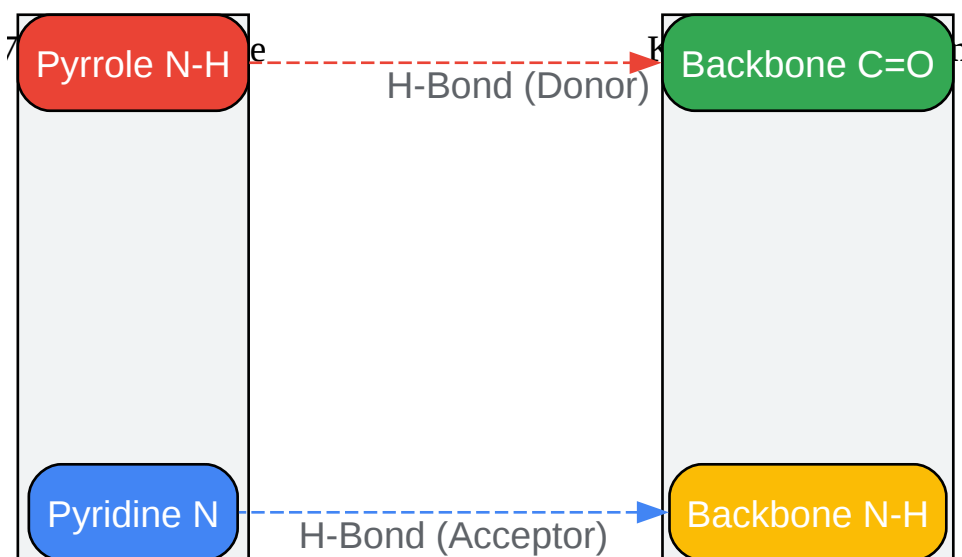 Pyrrole N-H
H-Bond (Donor)
Backbone C=O
Pyridine N
H-Bond (Acceptor)
Backbone N-H